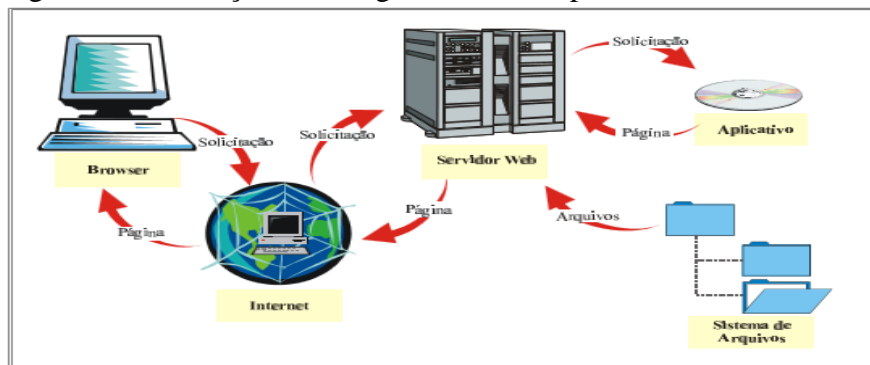 Solicitação
Solicitação
Solicitação
Página
Aplicativo
Browser
Servidor Web
Página
Página
Arquivos
Internet
Sistema de
Arquivos